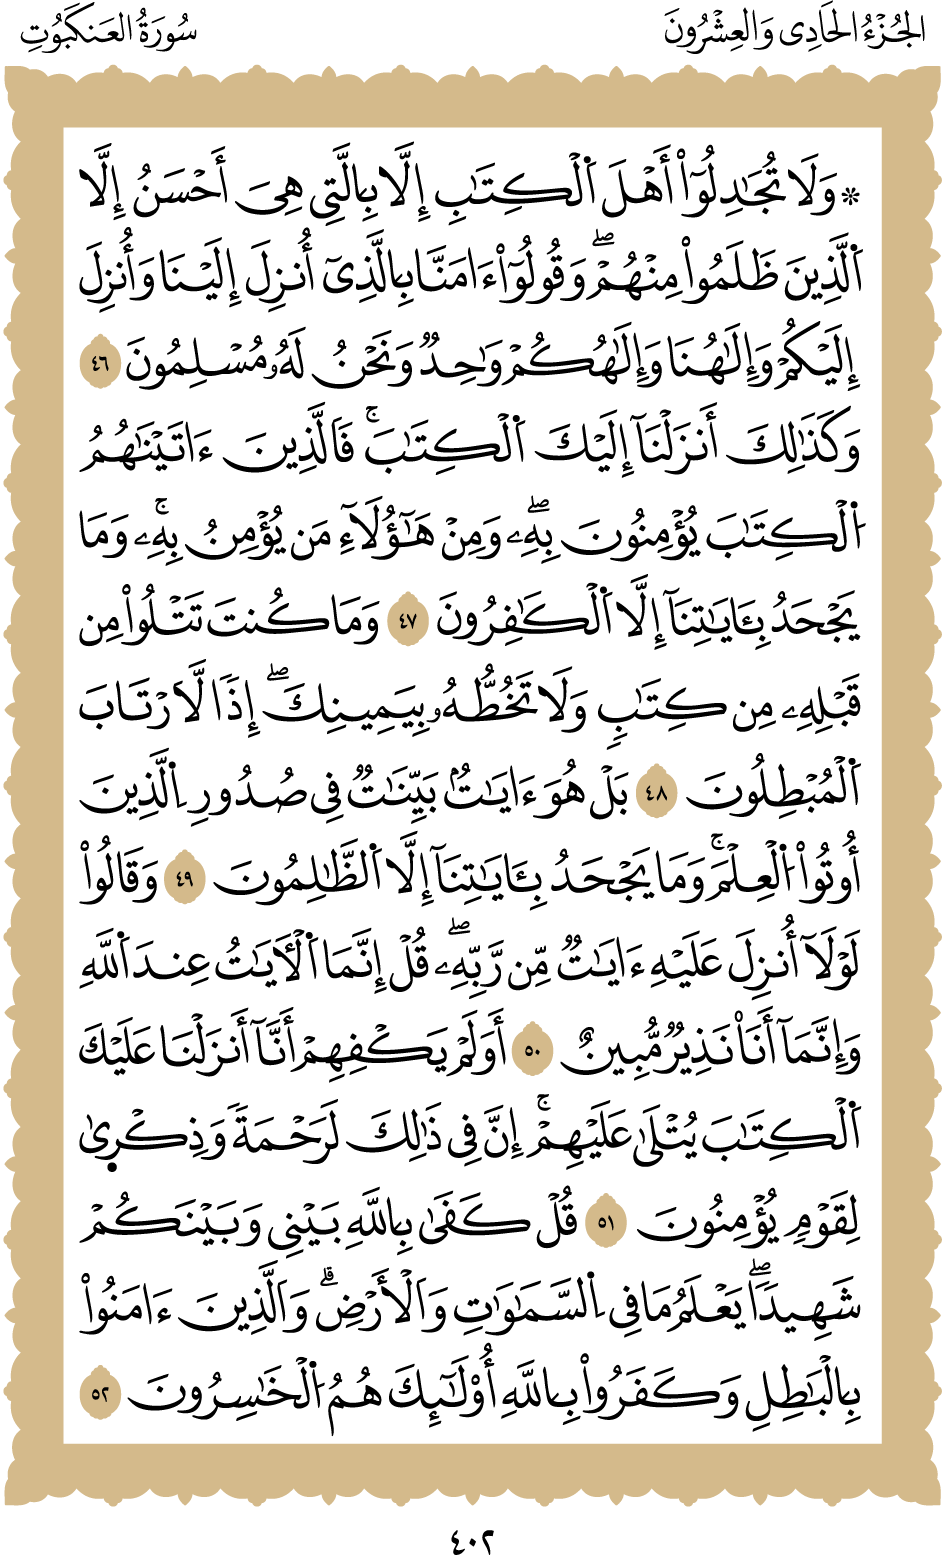 الجُزْءُ الحَادِى وَالعِشْرُونَ
سُورَةُ العَنكَبُوتِ
* وَلَا تُجَٰدِلُوٓا۟ أَهْلَ ٱلْكِتَٰبِ إِلَّا بِٱلَّتِى هِىَ أَحْسَنُ إِلَّا
ٱلَّذِينَ ظَلَمُوا۟ مِنْهُمْ ۖ وَقُولُوٓا۟ ءَامَنَّا بِٱلَّذِىٓ أُنزِلَ إِلَيْنَا وَأُنزِلَ
إِلَيْكُمْ وَإِلَٰهُنَا وَإِلَٰهُكُمْ وَٰحِدٌ وَنَحْنُ لَهُۥ مُسْلِمُونَ ٤٦
وَكَذَٰلِكَ أَنزَلْنَآ إِلَيْكَ ٱلْكِتَٰبَ ۚ فَٱلَّذِينَ ءَاتَيْنَٰهُمُ
ٱلْكِتَٰبَ يُؤْمِنُونَ بِهِۦ ۖ وَمِنْ هَٰٓؤُلَآءِ مَن يُؤْمِنُ بِهِۦ ۚ وَمَا
يَجْحَدُ بِـَٔايَٰتِنَآ إِلَّا ٱلْكَٰفِرُونَ ٤٧ وَمَا كُنتَ تَتْلُوا۟ مِن
قَبْلِهِۦ مِن كِتَٰبٍ وَلَا تَخُطُّهُۥ بِيَمِينِكَ ۖ إِذًا لَّٱرْتَابَ
ٱلْمُبْطِلُونَ ٤٨ بَلْ هُوَ ءَايَٰتٌۢ بَيِّنَٰتٌ فِى صُدُورِ ٱلَّذِينَ
أُوتُوا۟ ٱلْعِلْمَ ۚ وَمَا يَجْحَدُ بِـَٔايَٰتِنَآ إِلَّا ٱلظَّٰلِمُونَ ٤٩ وَقَالُوا۟
لَوْلَآ أُنزِلَ عَلَيْهِ ءَايَٰتٌ مِّن رَّبِّهِۦ ۖ قُلْ إِنَّمَا ٱلْـَٔايَٰتُ عِندَ ٱللَّهِ
وَإِنَّمَآ أَنَا۠ نَذِيرٌ مُّبِينٌ ٥٠ أَوَلَمْ يَكْفِهِمْ أَنَّآ أَنزَلْنَا عَلَيْكَ
ٱلْكِتَٰبَ يُتْلَىٰ عَلَيْهِمْ ۚ إِنَّ فِى ذَٰلِكَ لَرَحْمَةً وَذِكْرَىٰ
لِقَوْمٍ يُؤْمِنُونَ ٥١ قُلْ كَفَىٰ بِٱللَّهِ بَيْنِى وَبَيْنَكُمْ
شَهِيدًا ۖ يَعْلَمُ مَا فِى ٱلسَّمَٰوَٰتِ وَٱلْأَرْضِ ۗ وَٱلَّذِينَ ءَامَنُوا۟
بِٱلْبَٰطِلِ وَكَفَرُوا۟ بِٱللَّهِ أُو۟لَٰٓئِكَ هُمُ ٱلْخَٰسِرُونَ ٥٢
٤٠٢